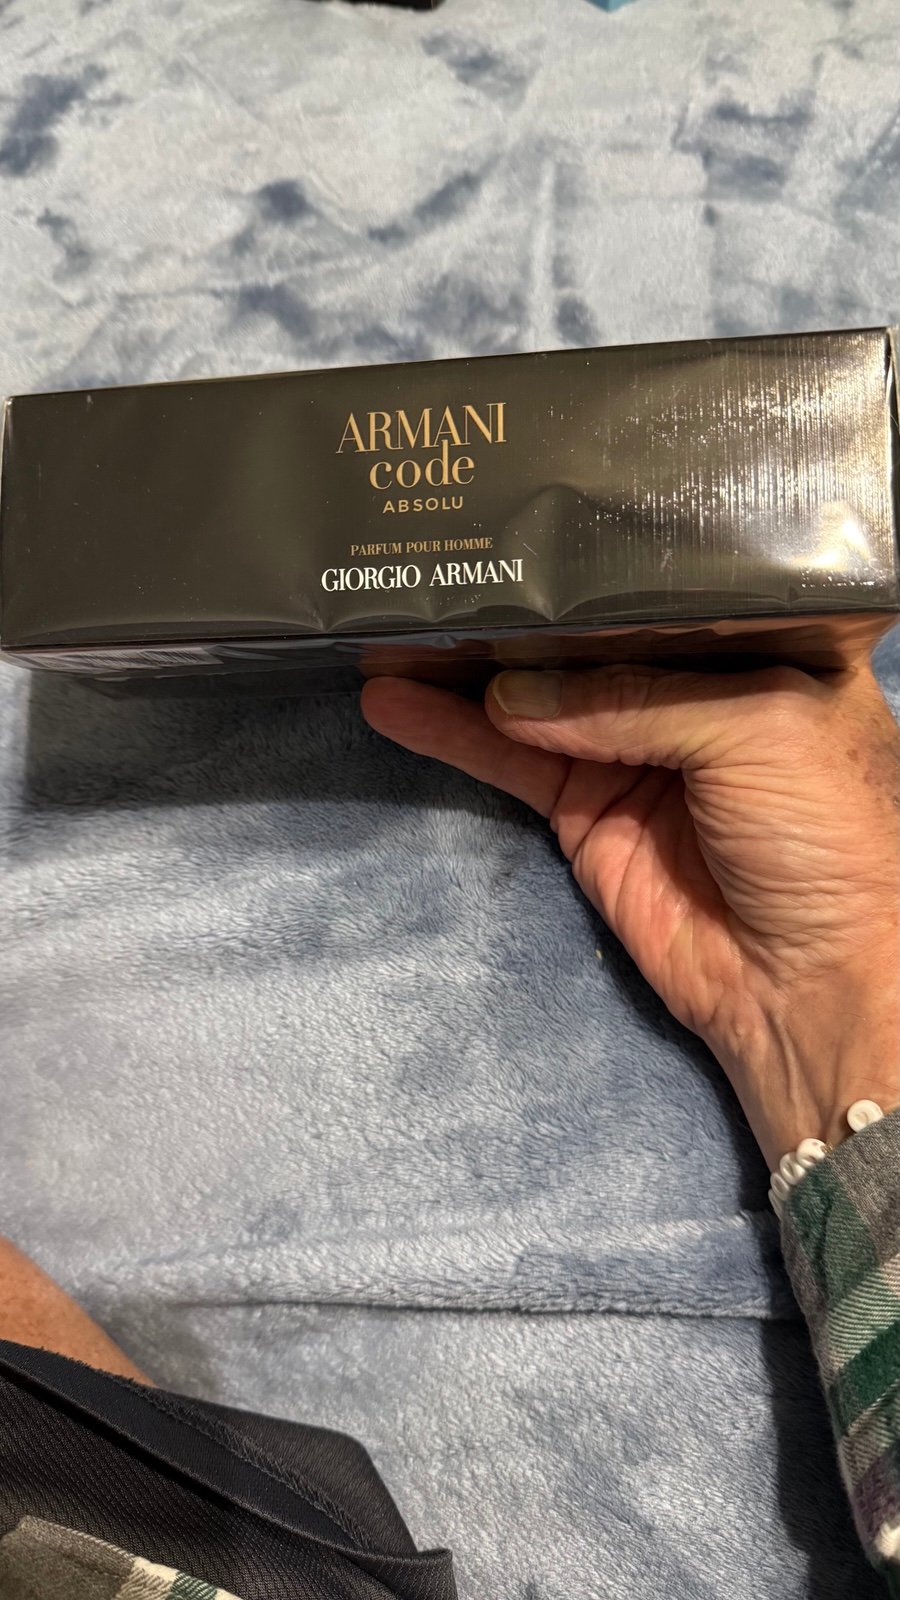 ARMANI
code
ABSOLU
PARFUM POUR HOMME
GIORGIO ARMANI